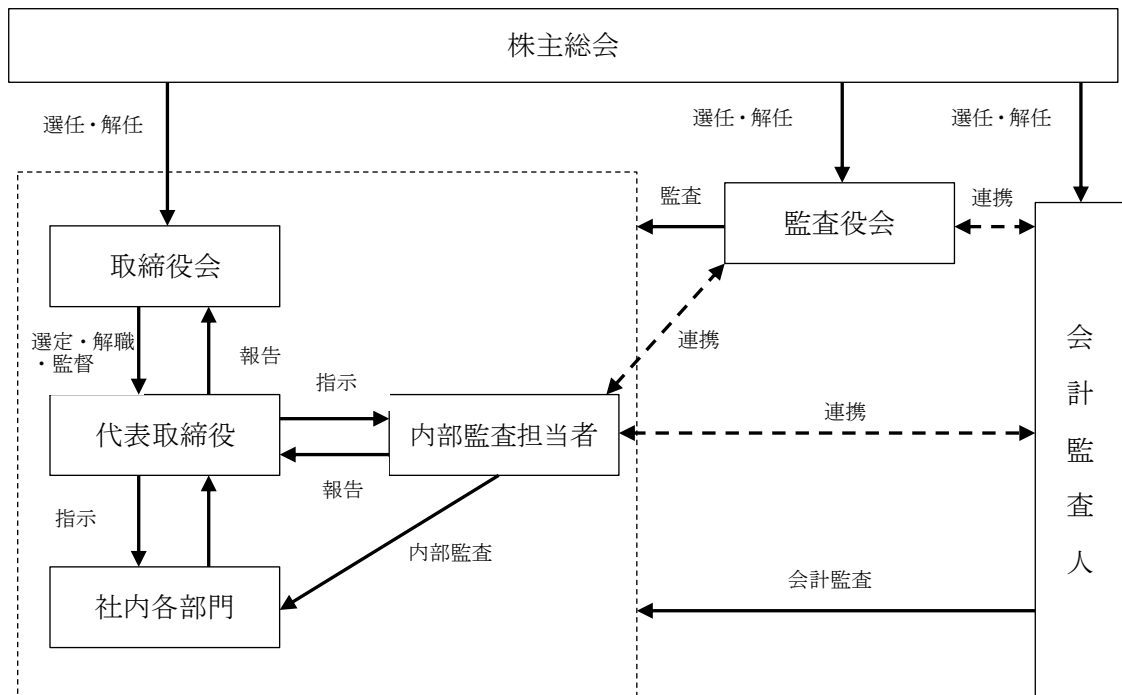 株主総会
選任・解任
選任・解任
選任・解任
監査
監査役会
連携
取締役会
選定・解職
・監督
報告
連携
指示
代表取締役
内部監査担当者
連携
報告
指示
内部監査
社内各部門
会計監査
会計監査人